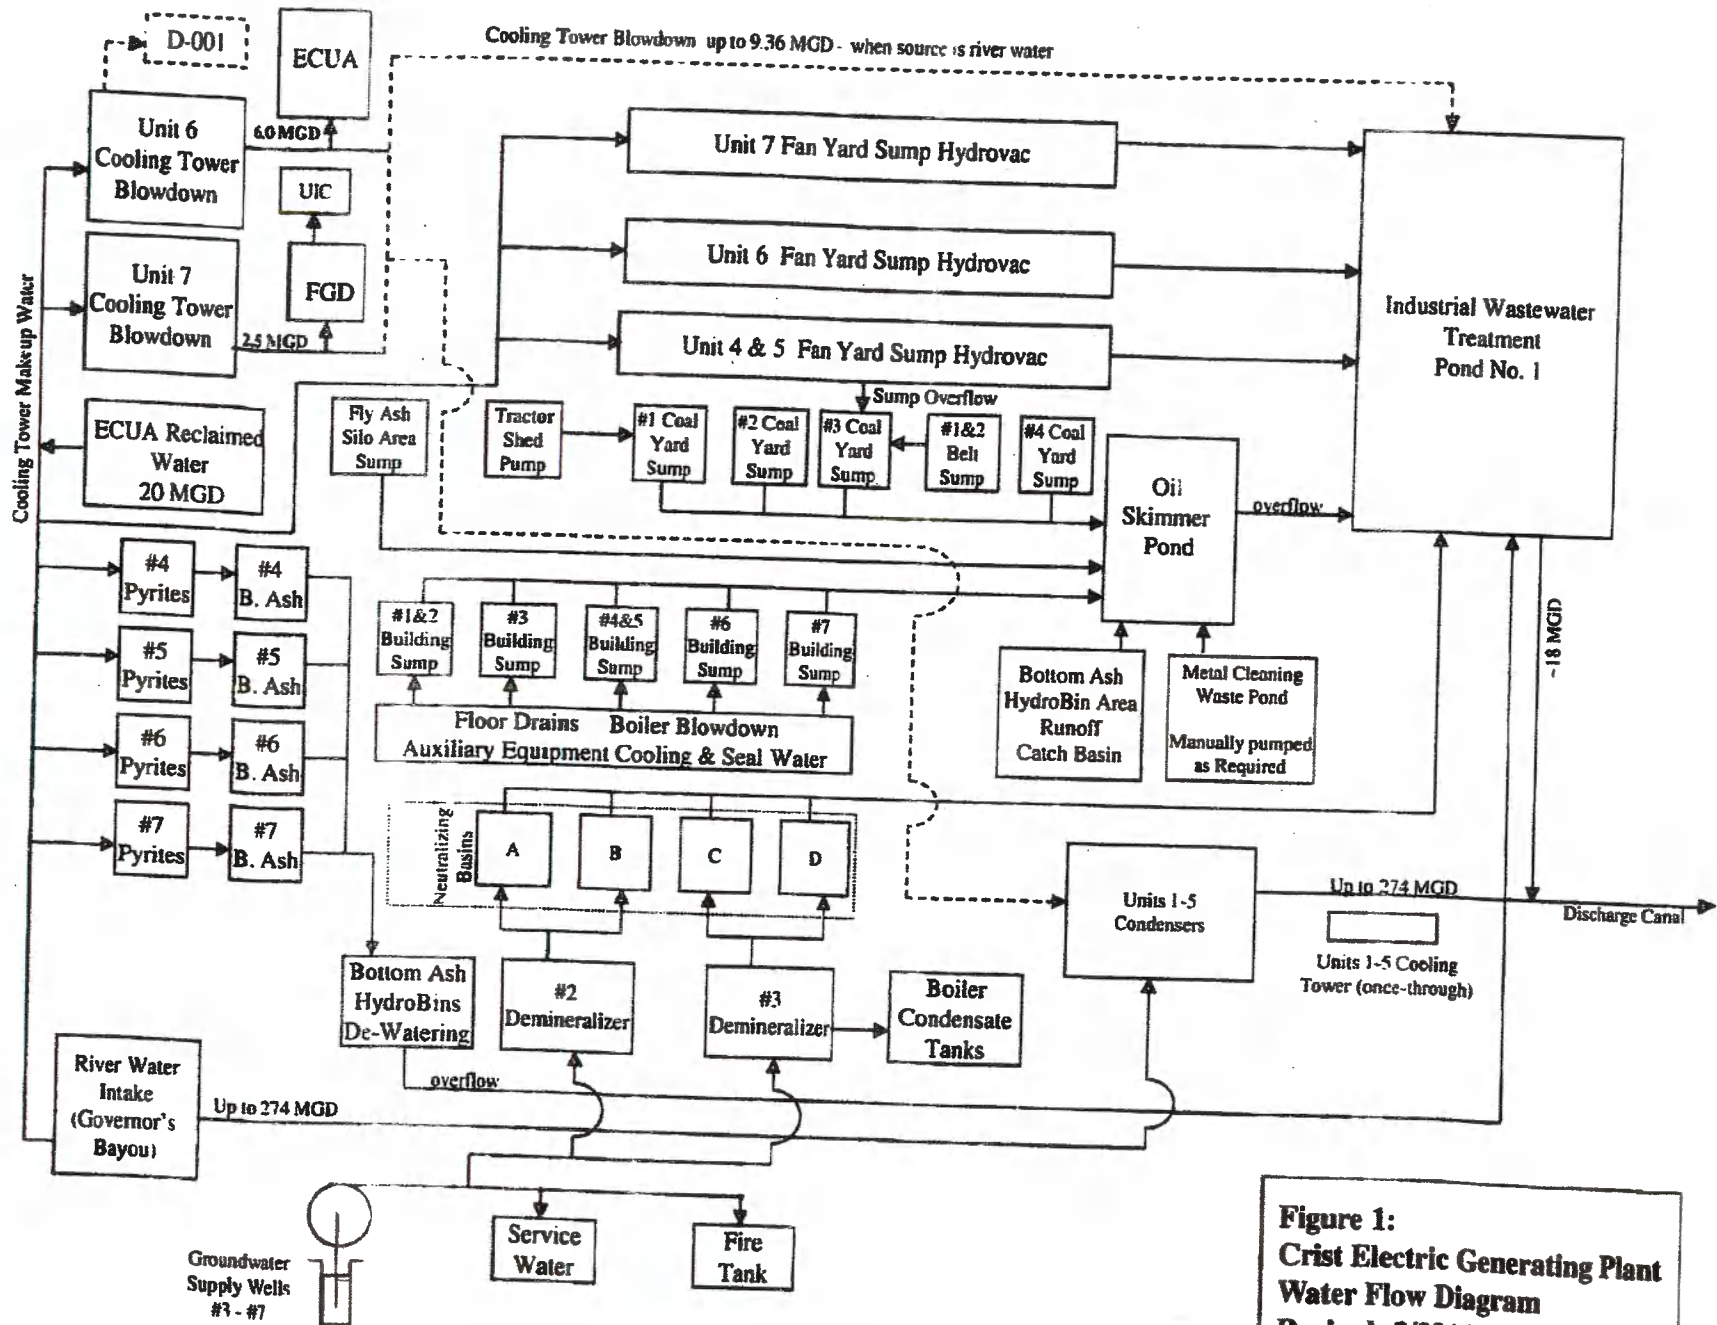 D-001
ECUA
Cooling Tower Blowdown up to 9.36 MGD - when source is river water
Unit 6
Cooling Tower
Blowdown
6.0 MGD
UIC
FGD
Unit 7
Cooling Tower
Blowdown
2.5 MGD
Cooling Tower Makeup Water
Unit 7 Fan Yard Sump Hydrovac
Unit 6 Fan Yard Sump Hydrovac
Unit 4 & 5 Fan Yard Sump Hydrovac
Industrial Wastewater
Treatment
Pond No. 1
Sump Overflow
ECUA Reclaimed
Water
20 MGD
Fly Ash
Silo Area
Sump
Tractor
Shed
Pump
#1 Coal
Yard
Sump
#2 Coal
Yard
Sump
#3 Coal
Yard
Sump
#1&2
Belt
Sump
#4 Coal
Yard
Sump
Oil
Skimmer
Pond
overflow
#4
Pyrites
#4
B. Ash
#5
Pyrites
#5
B. Ash
#6
Pyrites
#6
B. Ash
#7
Pyrites
#7
B. Ash
#1&2
Building
Sump
#3
Building
Sump
#4&5
Building
Sump
#6
Building
Sump
#7
Building
Sump
Floor Drains Boiler Blowdown
Auxiliary Equipment Cooling & Seal Water
Bottom Ash
HydroBin Area
Runoff
Catch Basin
Metal Cleaning
Waste Pond
Manually pumped
as Required
~18 MGD
Neutralizing
Basins
A
B
C
D
Units 1-5
Condensers
Up to 274 MGD
Discharge Canal
Units 1-5 Cooling
Tower (once-through)
Bottom Ash
HydroBins
De-Watering
#2
Demineralizer
#3
Demineralizer
Boiler
Condensate
Tanks
overflow
River Water
Intake
(Governor's
Bayou)
Up to 274 MGD
Groundwater
Supply Wells
#3 - #7
Service
Water
Fire
Tank
Figure 1:
Crist Electric Generating Plant
Water Flow Diagram